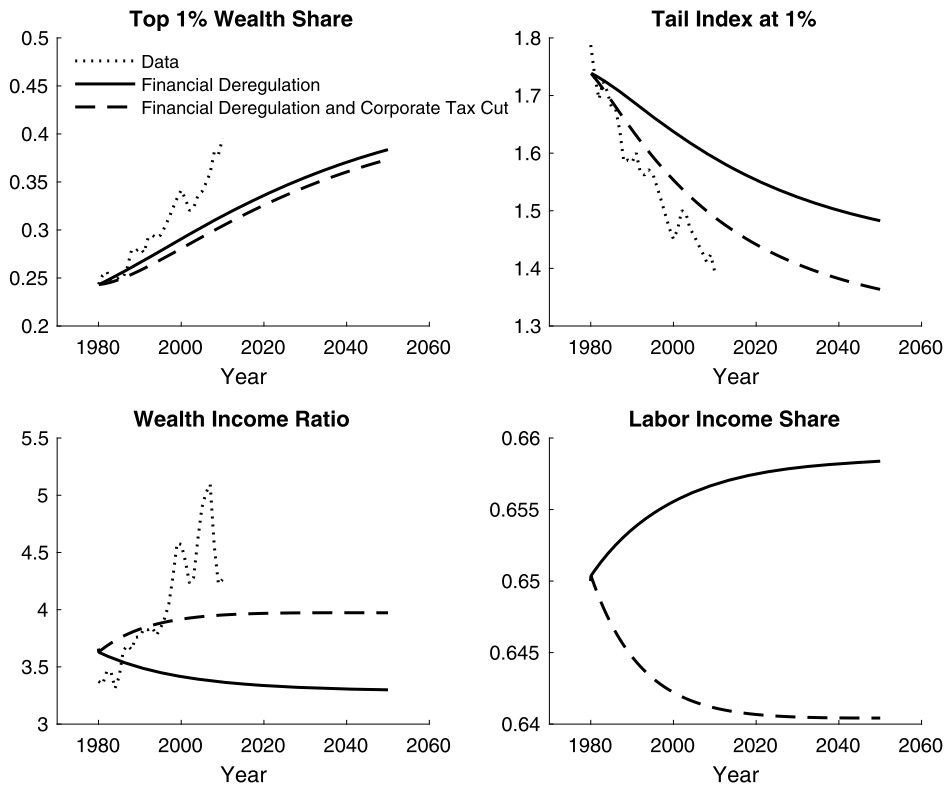 Top 1% Wealth Share
0.5
0.45
0.4
0.35
0.3
0.25
0.2
Data
Financial Deregulation
Financial Deregulation and Corporate Tax Cut
1980 2000 2020 2040 2060
Year
Tail Index at 1%
1.8
1.7
1.6
1.5
1.4
1.3
1980 2000 2020 2040 2060
Year
Wealth Income Ratio
5.5
5
4.5
4
3.5
3
1980 2000 2020 2040 2060
Year
Labor Income Share
0.66
0.655
0.65
0.645
0.64
1980 2000 2020 2040 2060
Year